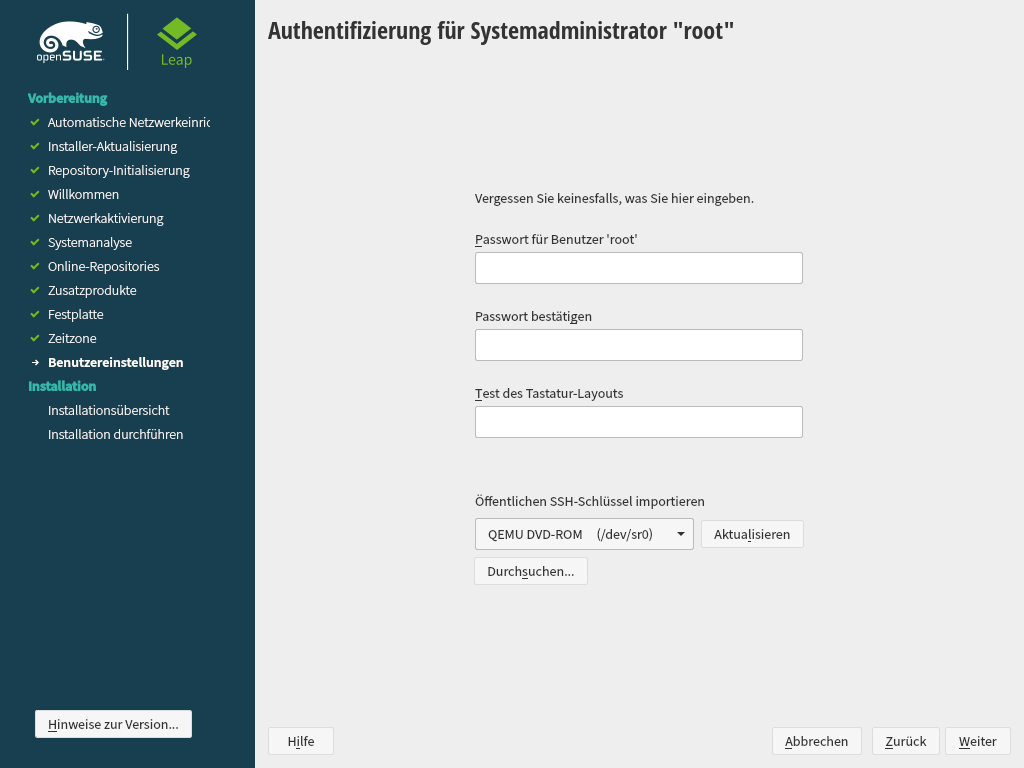 openSUSE
Leap
Vorbereitung
Automatische Netzwerkeinric
Installer-Aktualisierung
Repository-Initialisierung
Willkommen
Netzwerkaktivierung
Systemanalyse
Online-Repositories
Zusatzprodukte
Festplatte
Zeitzone
Benutzereinstellungen
Installation
Installationsübersicht
Installation durchführen
Hinweise zur Version...
Authentifizierung für Systemadministrator "root"
Vergessen Sie keinesfalls, was Sie hier eingeben.
Passwort für Benutzer 'root'
Passwort bestätigen
Test des Tastatur-Layouts
Öffentlichen SSH-Schlüssel importieren
QEMU DVD-ROM (/dev/sr0) Aktualisieren
Durchsuchen...
Hilfe Abbrechen Zurück Weiter